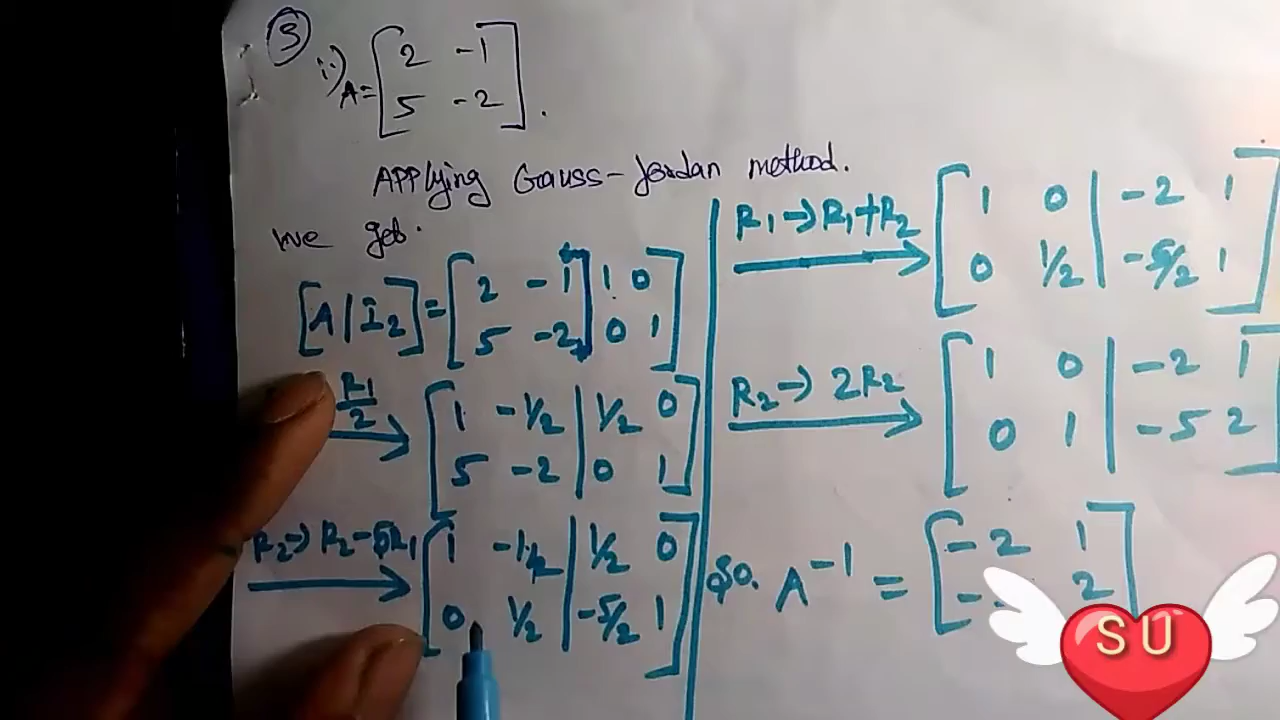 3
i) A = [ 2 -1
5 -2 ].
Applying Gauss-Jordan method.
we get.
[A|I₂] = [ 2 -1 | 1 0
5 -2 | 0 1 ]
R₁/2 → [ 1 -1/2 | 1/2 0
5 -2 | 0 1 ]
R₂→R₂-5R₁ → [ 1 -1/2 | 1/2 0
0 1/2 | -5/2 1 ]
R₁→R₁+R₂ → [ 1 0 | -2 1
0 1/2 | -5/2 1 ]
R₂→2R₂ → [ 1 0 | -2 1
0 1 | -5 2 ]
So. A⁻¹ = [ -2 1
- 2 ]
SU